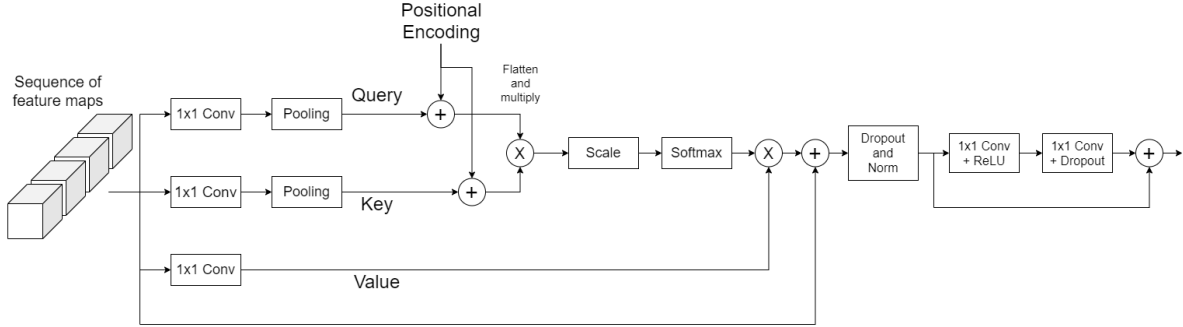 Positional
Encoding
Sequence of
feature maps
Flatten
and
multiply
1x1 Conv
Pooling
Query
+
X
Scale
Softmax
X
+
Dropout
and
Norm
1x1 Conv
+ ReLU
1x1 Conv
+ Dropout
+
1x1 Conv
Pooling
Key
+
1x1 Conv
Value